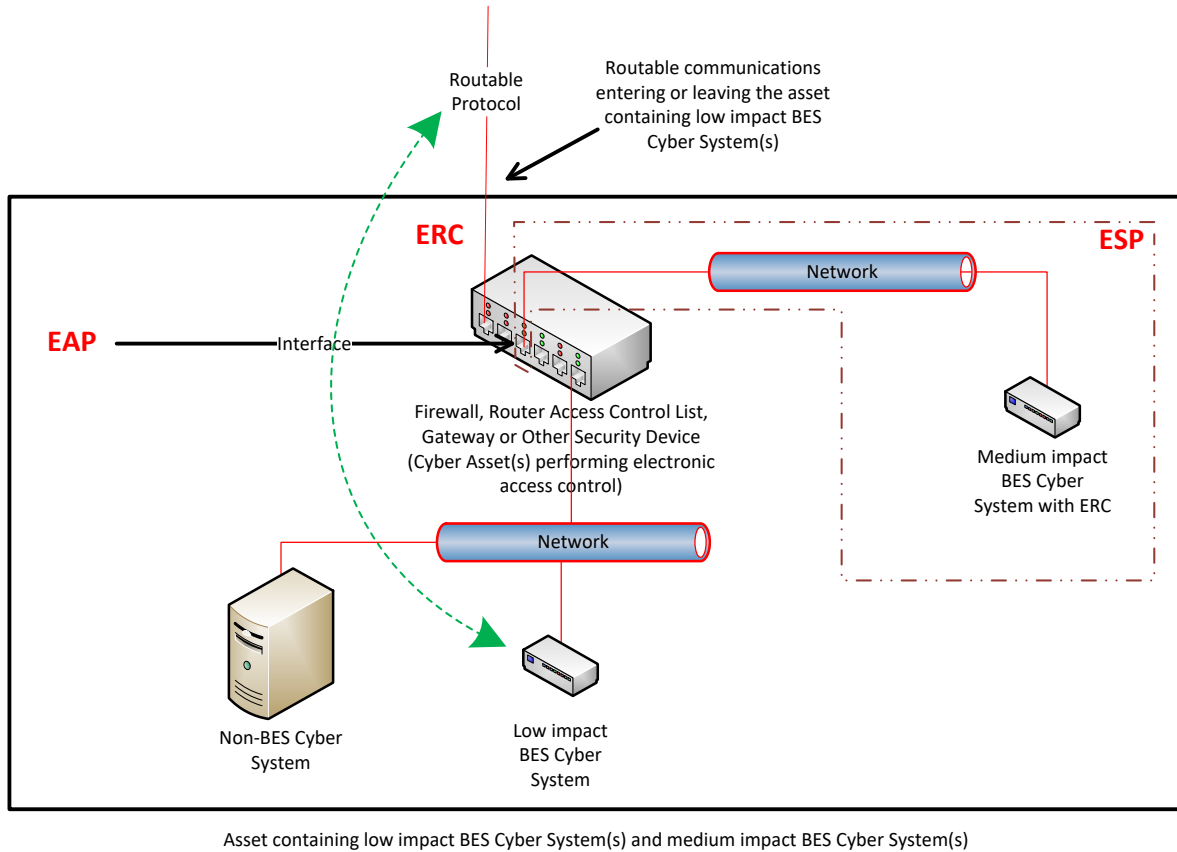 Routable
Protocol
Routable communications
entering or leaving the asset
containing low impact BES
Cyber System(s)
ERC
ESP
Network
EAP
Interface
Firewall, Router Access Control List,
Gateway or Other Security Device
(Cyber Asset(s) performing electronic
access control)
Medium impact
BES Cyber
System with ERC
Network
Non-BES Cyber
System
Low impact
BES Cyber
System
Asset containing low impact BES Cyber System(s) and medium impact BES Cyber System(s)